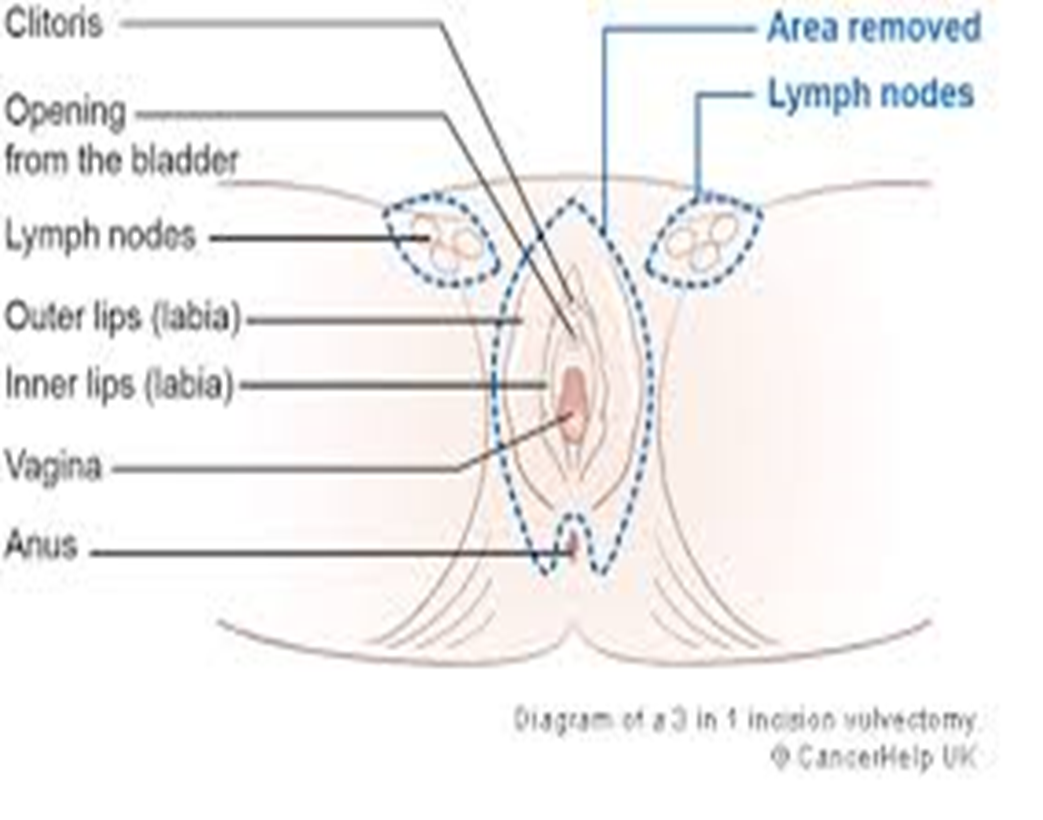 Clitoris
Opening
from the bladder
Lymph nodes
Outer lips (labia)
Inner lips (labia)
Vagina
Anus
Area removed
Lymph nodes
Diagram of a 3 in 1 incision vulvectomy.
© CancerHelp UK